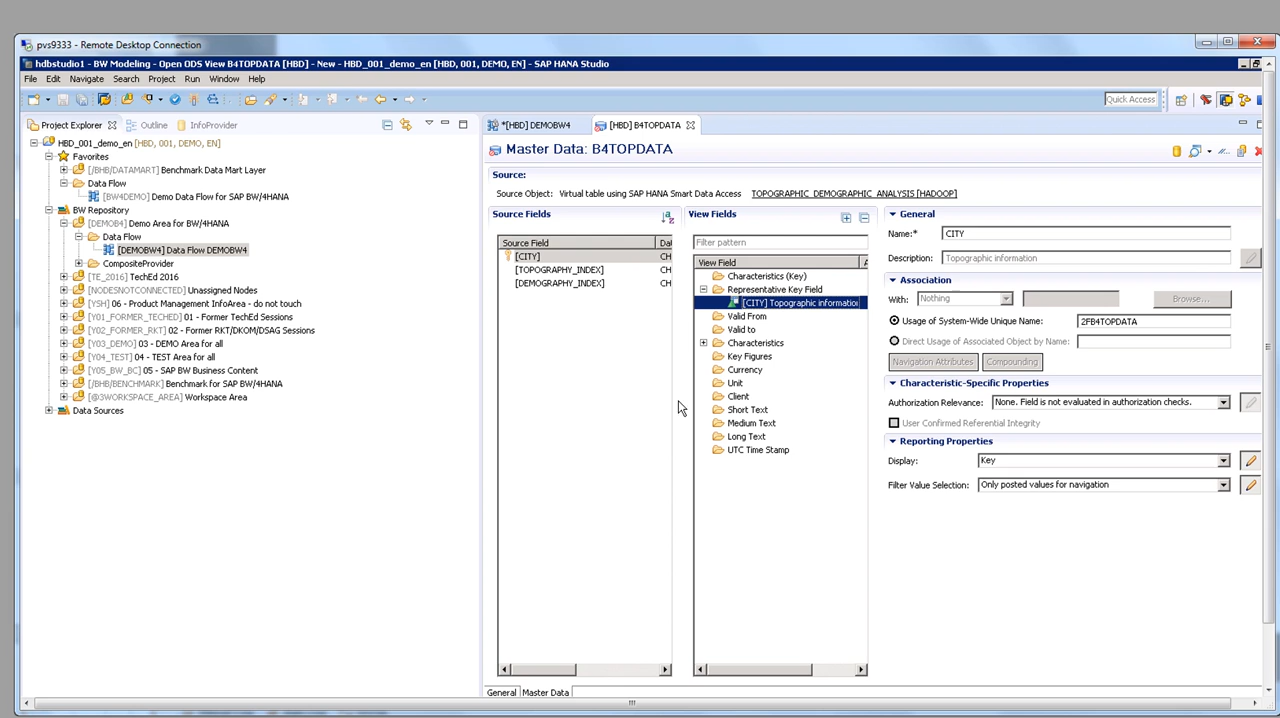 pvs9333 - Remote Desktop Connection
hdbstudio1 - BW Modeling - Open ODS View B4TOPDATA [HBD] - New - HBD_001_demo_en [HBD, 001, DEMO, EN] - SAP HANA Studio
File Edit Navigate Search Project Run Window Help
Quick Access
Project Explorer Outline InfoProvider
HBD_001_demo_en [HBD, 001, DEMO, EN]
Favorites
[/BHB/DATAMART] Benchmark Data Mart Layer
Data Flow
[BW4DEMO] Demo Data Flow for SAP BW/4HANA
BW Repository
[DEMOB4] Demo Area for BW/4HANA
Data Flow
[DEMOBW4] Data Flow DEMOBW4
CompositeProvider
[TE_2016] TechEd 2016
[NODESNOTCONNECTED] Unassigned Nodes
[YSH] 06 - Product Management InfoArea - do not touch
[Y01_FORMER_TECHED] 01 - Former TechEd Sessions
[Y02_FORMER_RKT] 02 - Former RKT/DKOM/DSAG Sessions
[Y03_DEMO] 03 - DEMO Area for all
[Y04_TEST] 04 - TEST Area for all
[Y05_BW_BC] 05 - SAP BW Business Content
[/BHB/BENCHMARK] Benchmark for SAP BW/4HANA
[@3WORKSPACE_AREA] Workspace Area
Data Sources
*[HBD] DEMOBW4 [HBD] B4TOPDATA
Master Data: B4TOPDATA
Source:
Source Object: Virtual table using SAP HANA Smart Data Access TOPOGRAPHIC_DEMOGRAPHIC_ANALYSIS [HADOOP]
Source Fields
Source Field Dat
[CITY] CH
[TOPOGRAPHY_INDEX] CH
[DEMOGRAPHY_INDEX] CH
View Fields
Filter pattern
View Field A
Characteristics (Key)
Representative Key Field
[CITY] Topographic information
Valid From
Valid to
Characteristics
Key Figures
Currency
Unit
Client
Short Text
Medium Text
Long Text
UTC Time Stamp
General
Name:* CITY
Description: Topographic information
Association
With: Nothing Browse...
Usage of System-Wide Unique Name: 2FB4TOPDATA
Direct Usage of Associated Object by Name:
Navigation Attributes Compounding
Characteristic-Specific Properties
Authorization Relevance: None. Field is not evaluated in authorization checks.
User Confirmed Referential Integrity
Reporting Properties
Display: Key
Filter Value Selection: Only posted values for navigation
General Master Data